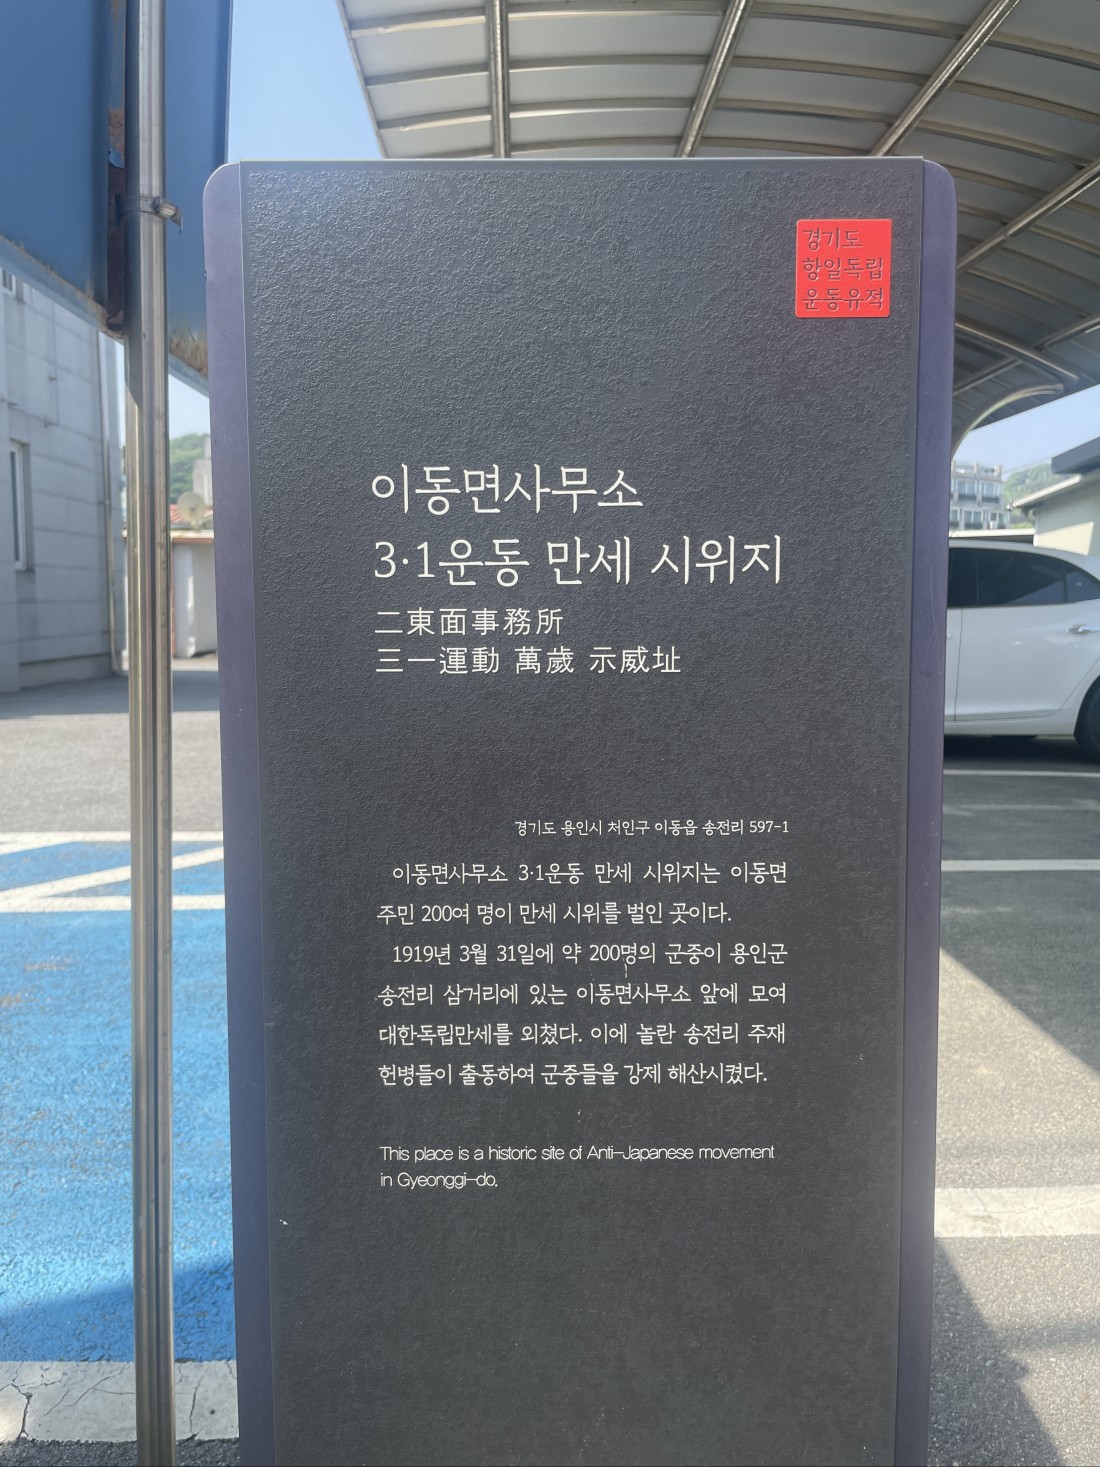 경기도
항일독립
운동유적
이동면사무소
3·1운동 만세 시위지
二東面事務所
三一運動 萬歲 示威址
경기도 용인시 처인구 이동읍 송전리 597-1
이동면사무소 3·1운동 만세 시위지는 이동면
주민 200여 명이 만세 시위를 벌인 곳이다.
1919년 3월 31일에 약 200명의 군중이 용인군
송전리 삼거리에 있는 이동면사무소 앞에 모여
대한독립만세를 외쳤다. 이에 놀란 송전리 주재
헌병들이 출동하여 군중들을 강제 해산시켰다.
This place is a historic site of Anti-Japanese movement
in Gyeonggi-do.